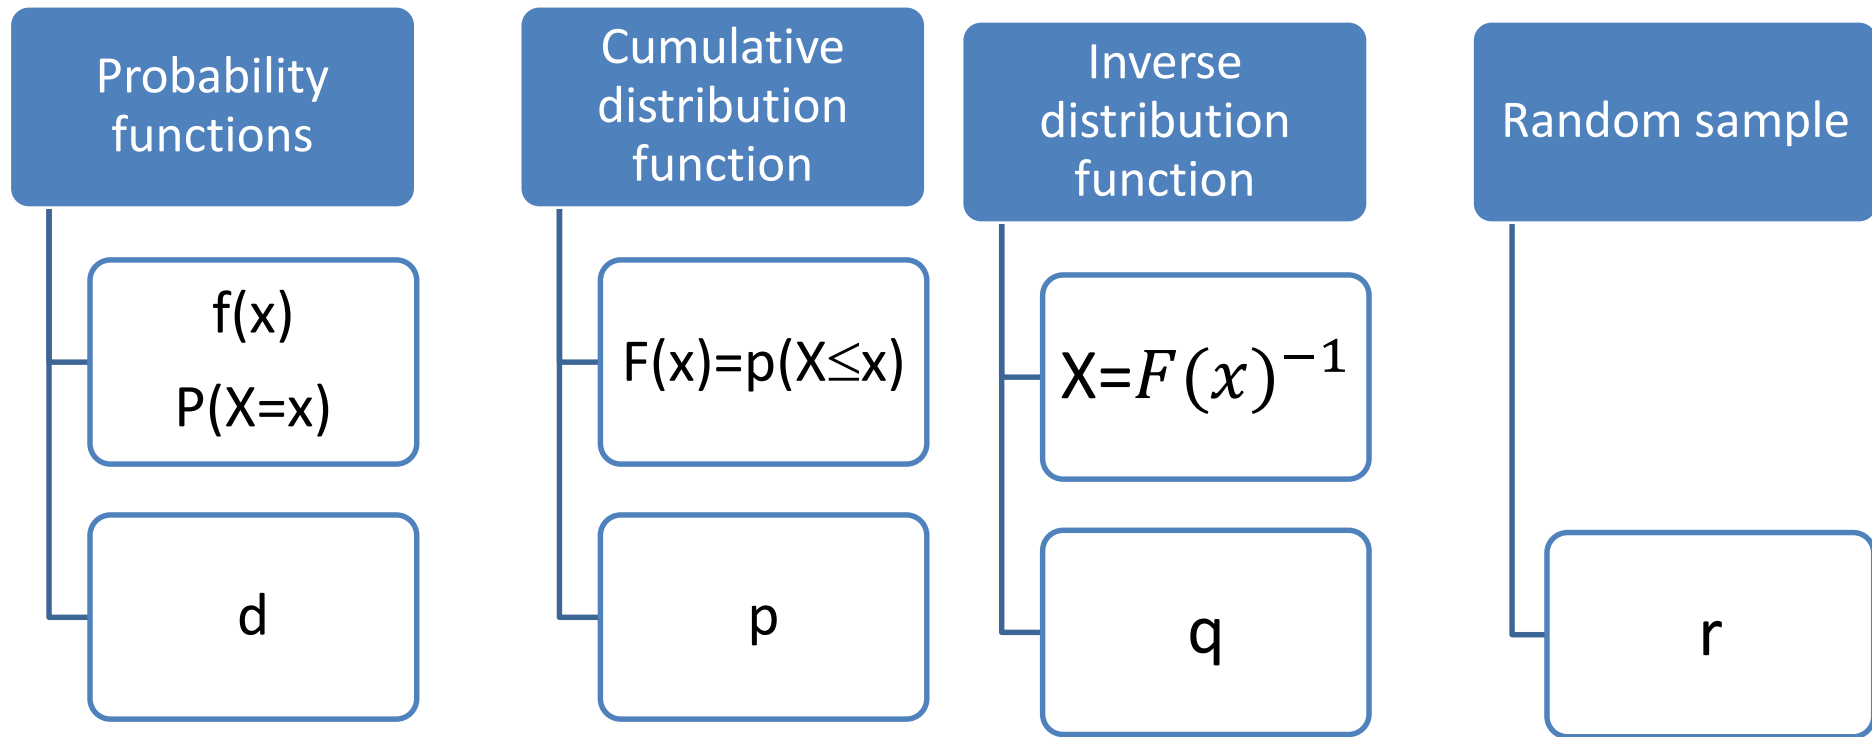 Probability
functions
f(x)
P(X=x)
d
Cumulative
distribution
function
F(x)=p(X≤x)
p
Inverse
distribution
function
X=F(x)⁻¹
q
Random sample
r